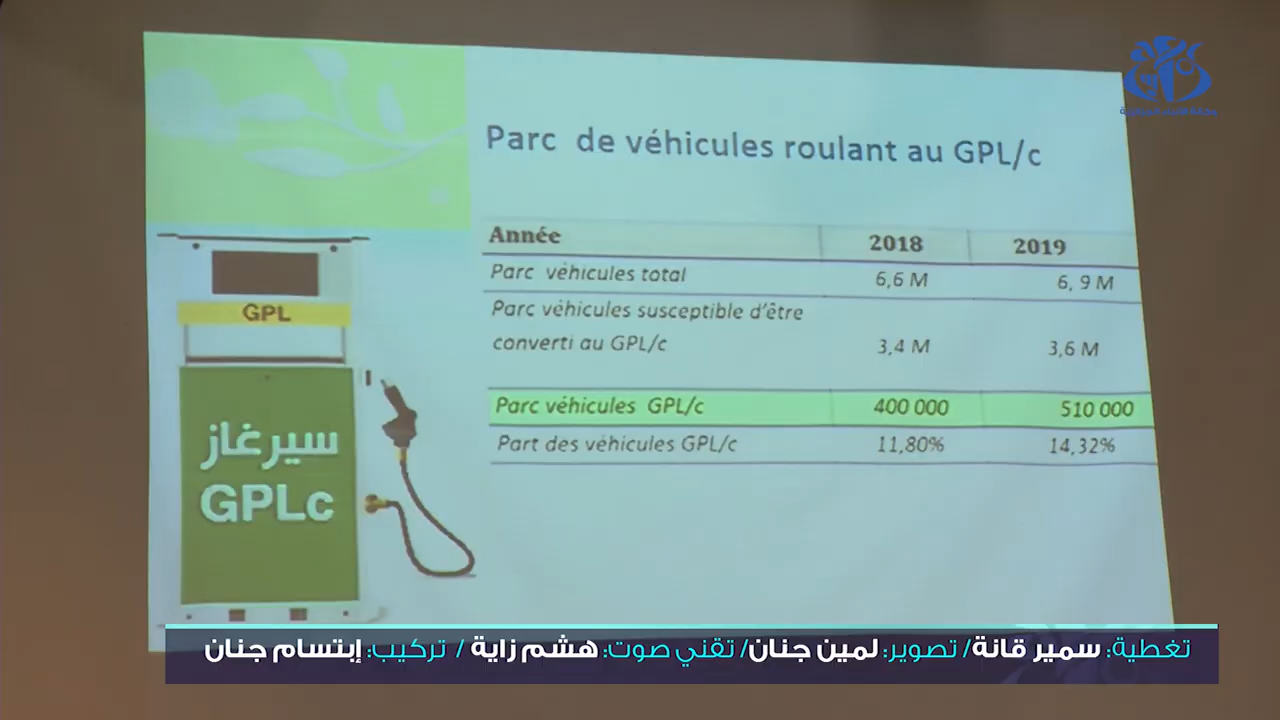 Parc de véhicules roulant au GPL/c
Année 2018 2019
Parc véhicules total 6,6 M 6, 9 M
Parc véhicules susceptible d'être
converti au GPL/c 3,4 M 3,6 M
Parc véhicules GPL/c 400 000 510 000
Part des véhicules GPL/c 11,80% 14,32%
GPL
سيرغاز
GPLc
تغطية: سمير قانة/ تصوير: لمين جنان/ تقني صوت: هشم زاية / تركيب: إبتسام جنان